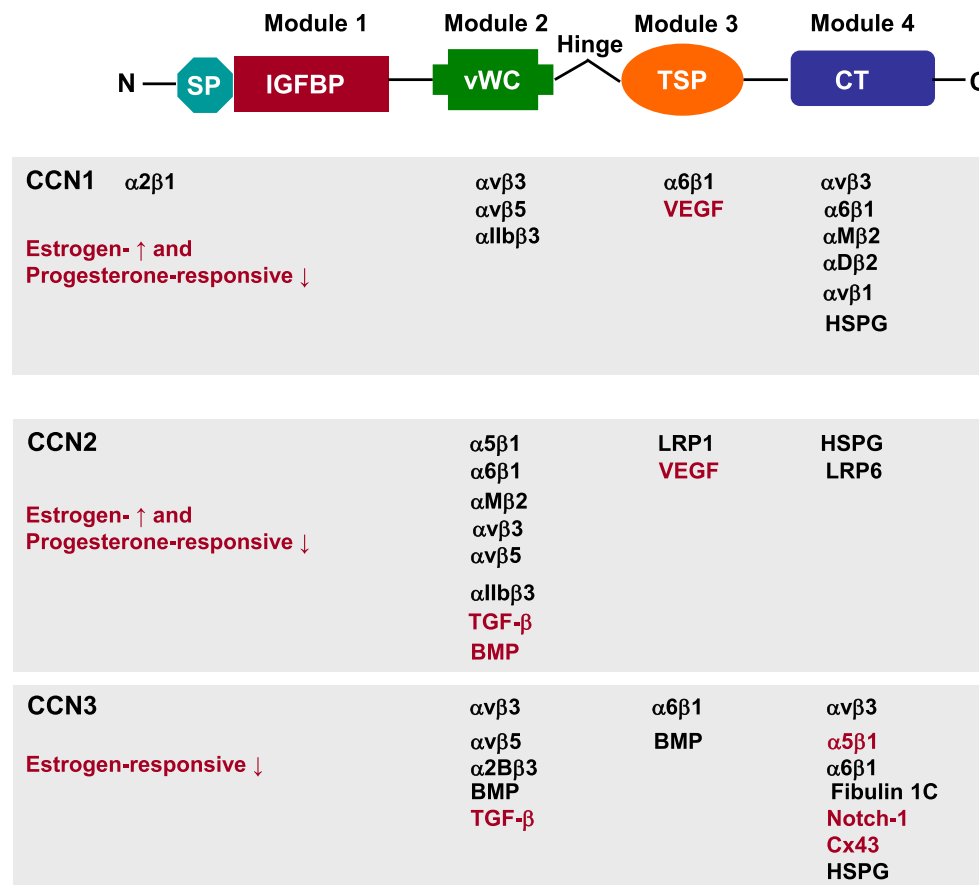 Module 1 Module 2 Hinge Module 3 Module 4
N SP IGFBP vWC TSP CT C
CCN1 α2β1 αvβ3 α6β1 αvβ3
αvβ5 VEGF α6β1
αIIbβ3 αMβ2
Estrogen- ↑ and αDβ2
Progesterone-responsive ↓ αvβ1
HSPG
CCN2 α5β1 LRP1 HSPG
α6β1 VEGF LRP6
αMβ2
Estrogen- ↑ and αvβ3
Progesterone-responsive ↓ αvβ5
αIIbβ3
TGF-β
BMP
CCN3 αvβ3 α6β1 αvβ3
αvβ5 BMP α5β1
Estrogen-responsive ↓ α2Bβ3 α6β1
BMP Fibulin 1C
TGF-β Notch-1
Cx43
HSPG